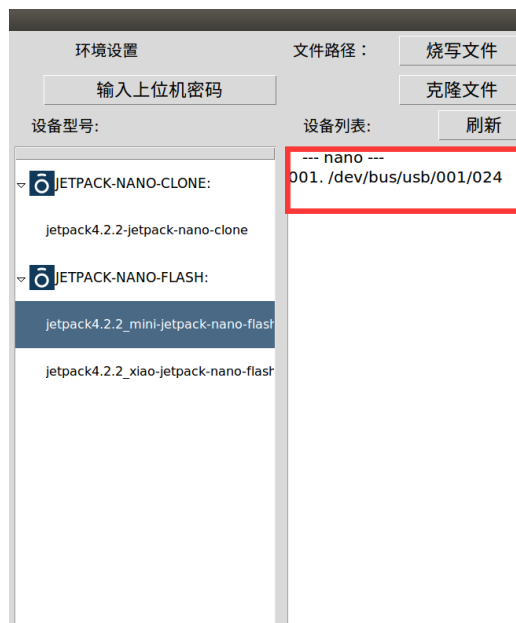 环境设置
文件路径：
烧写文件
输入上位机密码
克隆文件
设备型号:
设备列表:
刷新
JETPACK-NANO-CLONE:
jetpack4.2.2-jetpack-nano-clone
JETPACK-NANO-FLASH:
jetpack4.2.2_mini-jetpack-nano-flash
jetpack4.2.2_xiao-jetpack-nano-flash
--- nano ---
001. /dev/bus/usb/001/024